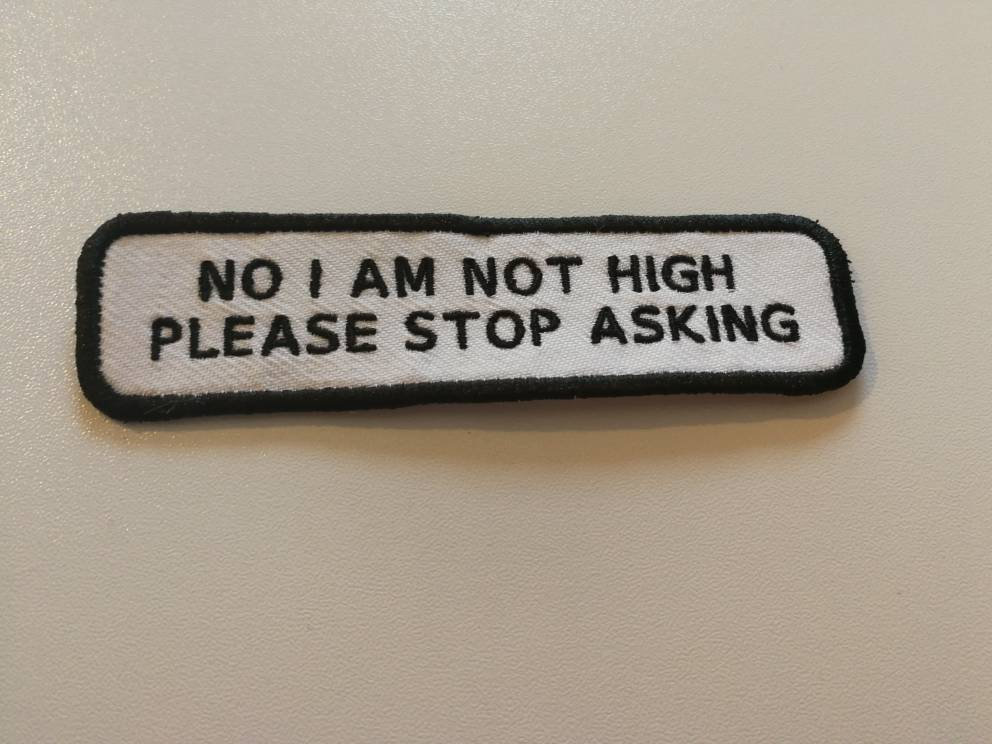 NO I AM NOT HIGH
PLEASE STOP ASKING